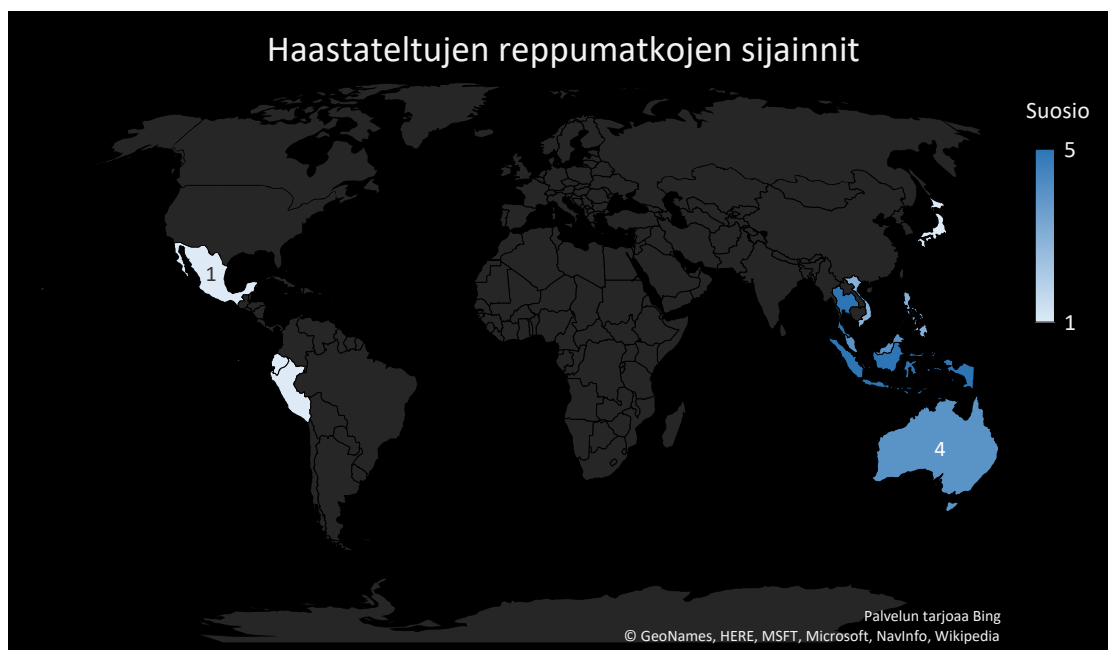 Haastateltujen reppumatkojen sijainnit
Suosio
5
1
1
4
Palvelun tarjoaa Bing
© GeoNames, HERE, MSFT, Microsoft, NavInfo, Wikipedia